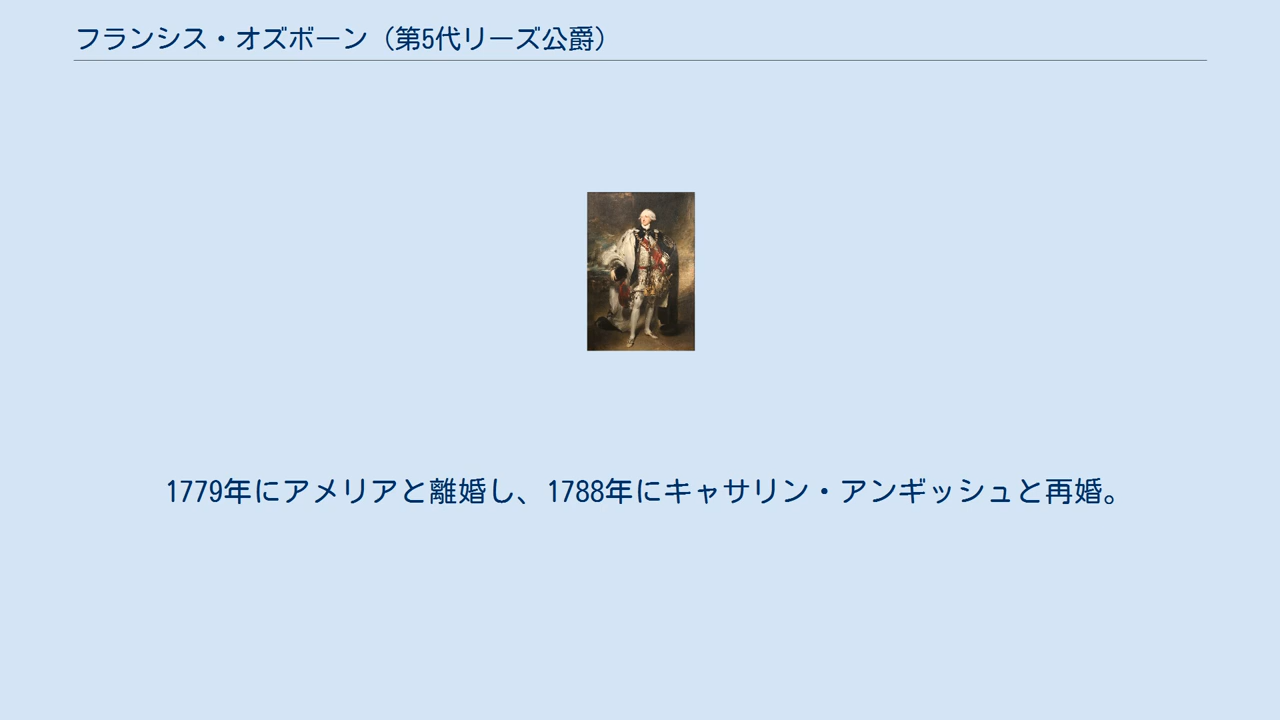 フランシス・オズボーン（第5代リーズ公爵）
1779年にアメリアと離婚し、1788年にキャサリン・アンギッシュと再婚。